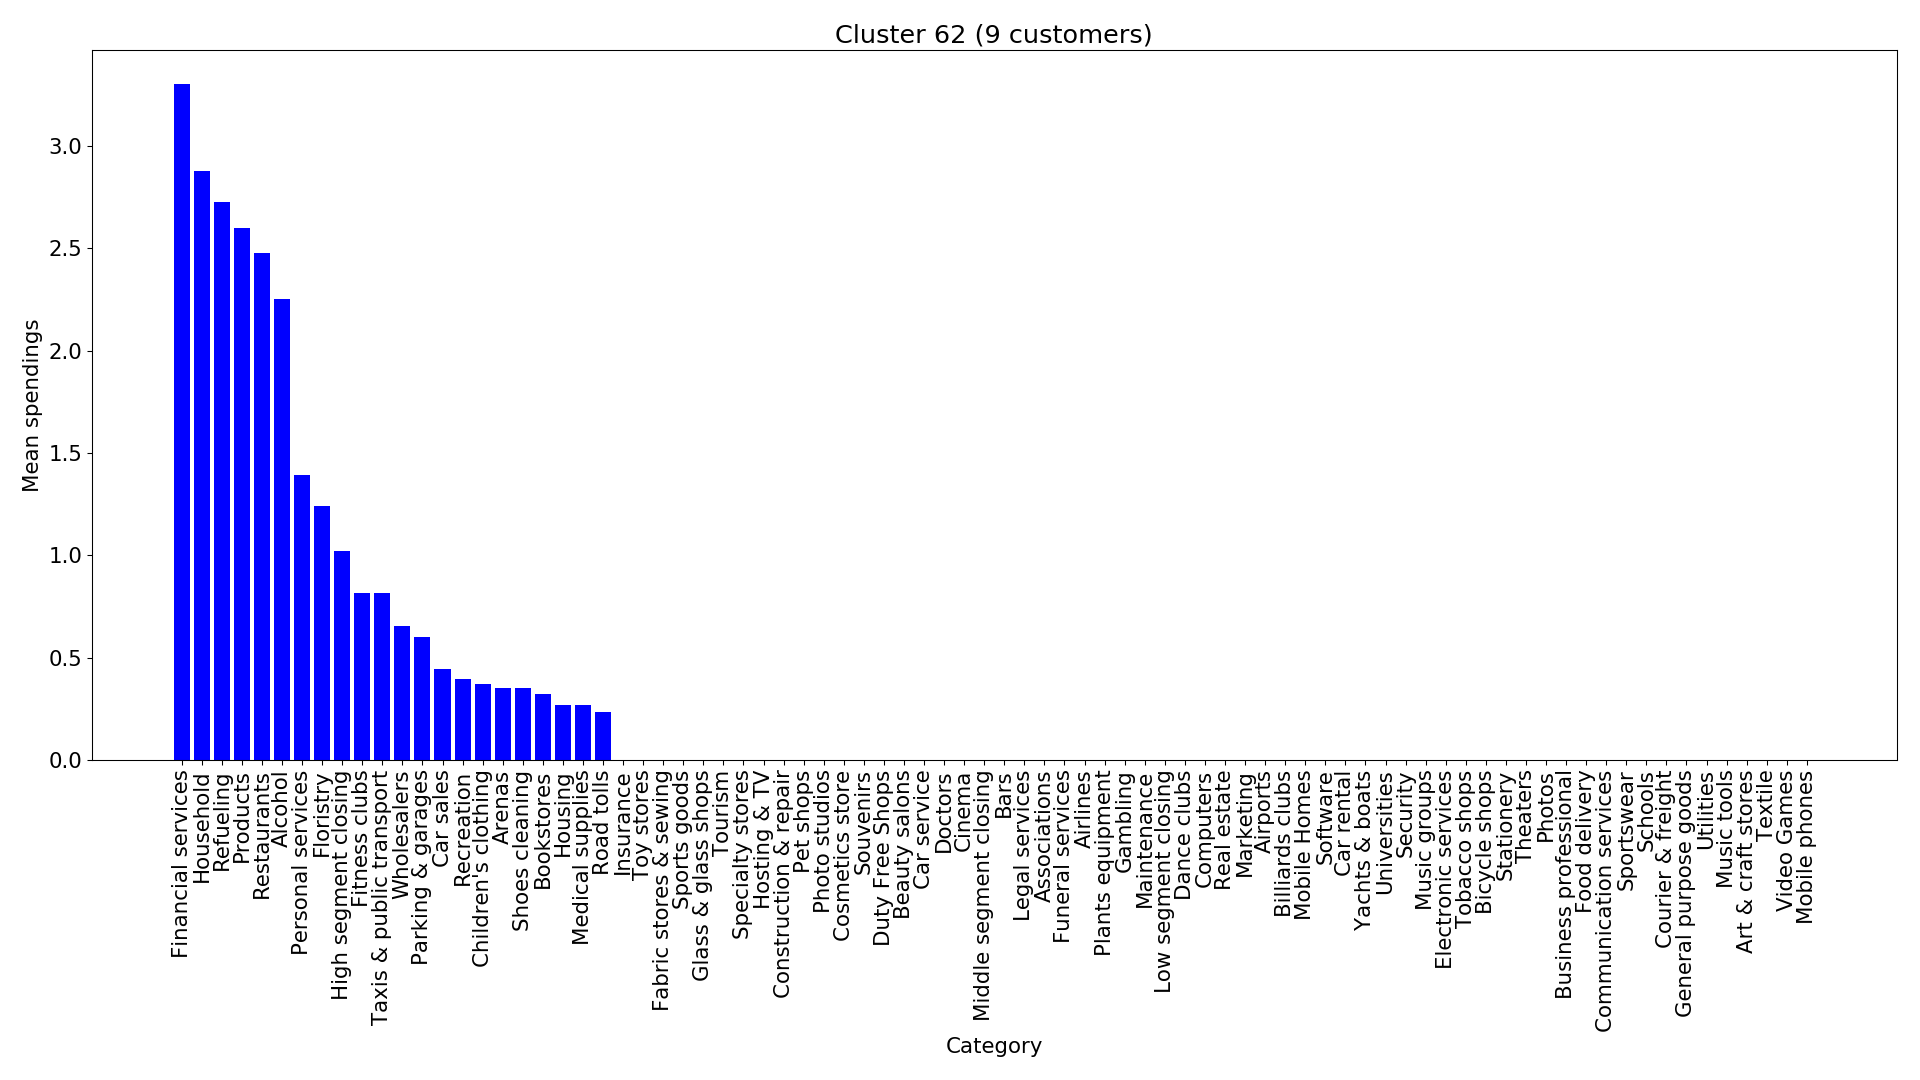 Cluster 62 (9 customers)
Mean spendings
3.0
2.5
2.0
1.5
1.0
0.5
0.0
Financial services
Household
Refueling
Products
Restaurants
Alcohol
Personal services
Floristry
High segment closing
Fitness clubs
Taxis & public transport
Wholesalers
Parking & garages
Car sales
Recreation
Children's clothing
Arenas
Shoes cleaning
Bookstores
Housing
Medical supplies
Road tolls
Insurance
Toy stores
Fabric stores & sewing
Sports goods
Glass & glass shops
Tourism
Specialty stores
Hosting & TV
Construction & repair
Pet shops
Photo studios
Cosmetics store
Souvenirs
Duty Free Shops
Beauty salons
Car service
Doctors
Cinema
Middle segment closing
Bars
Legal services
Associations
Funeral services
Airlines
Plants equipment
Gambling
Maintenance
Low segment closing
Dance clubs
Computers
Real estate
Marketing
Airports
Billiards clubs
Mobile Homes
Software
Car rental
Yachts & boats
Universities
Security
Music groups
Electronic services
Tobacco shops
Bicycle shops
Stationery
Theaters
Photos
Business professional
Food delivery
Communication services
Sportswear
Schools
Courier & freight
General purpose goods
Utilities
Music tools
Art & craft stores
Textile
Video Games
Mobile phones
Category